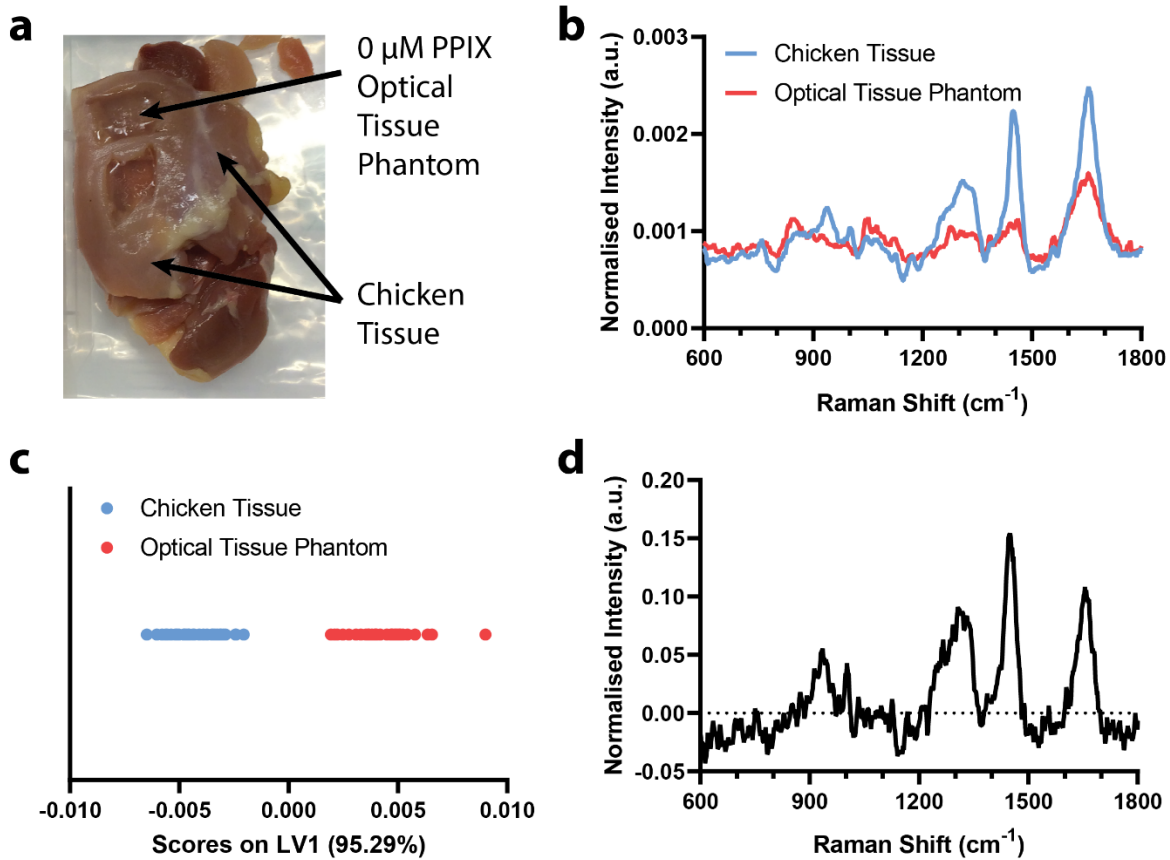 a
0 µM PPIX
Optical
Tissue
Phantom
Chicken
Tissue
b
Normalised Intensity (a.u.)
0.003
0.002
0.001
0.000
Chicken Tissue
Optical Tissue Phantom
600
900
1200
1500
1800
Raman Shift (cm⁻¹)
c
Chicken Tissue
Optical Tissue Phantom
-0.010
-0.005
0.000
0.005
0.010
Scores on LV1 (95.29%)
d
Normalised Intensity (a.u.)
0.20
0.15
0.10
0.05
0.00
-0.05
600
900
1200
1500
1800
Raman Shift (cm⁻¹)